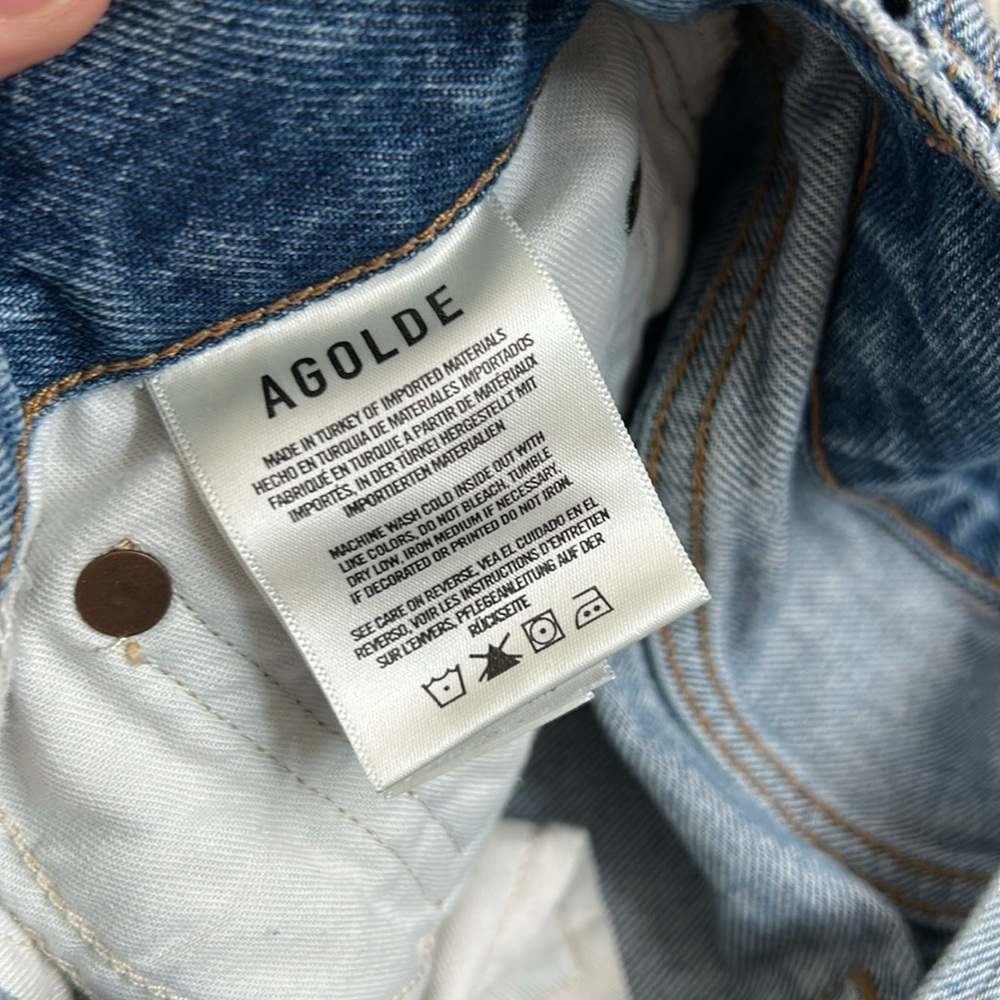 AGOLDE
MADE IN TURKEY OF IMPORTED MATERIALS
HECHO EN TURQUIA DE MATERIALES IMPORTADOS
FABRIQUÉ EN TURQUIE A PARTIR DE MATERIAUX
IMPORTES, IN DER TÜRKEI HERGESTELLT MIT
IMPORTIERTEN MATERIALIEN
MACHINE WASH COLD INSIDE OUT WITH
LIKE COLORS, DO NOT BLEACH, TUMBLE
DRY LOW, IRON MEDIUM IF NECESSARY,
IF DECORATED OR PRINTED DO NOT IRON.
SEE CARE ON REVERSE, VEA EL CUIDADO EN EL
REVERSO, VOIR LES INSTRUCTIONS D'ENTRETIEN
SUR L'ENVERS, PFLEGEANLEITUNG AUF DER
RÜCKSEITE